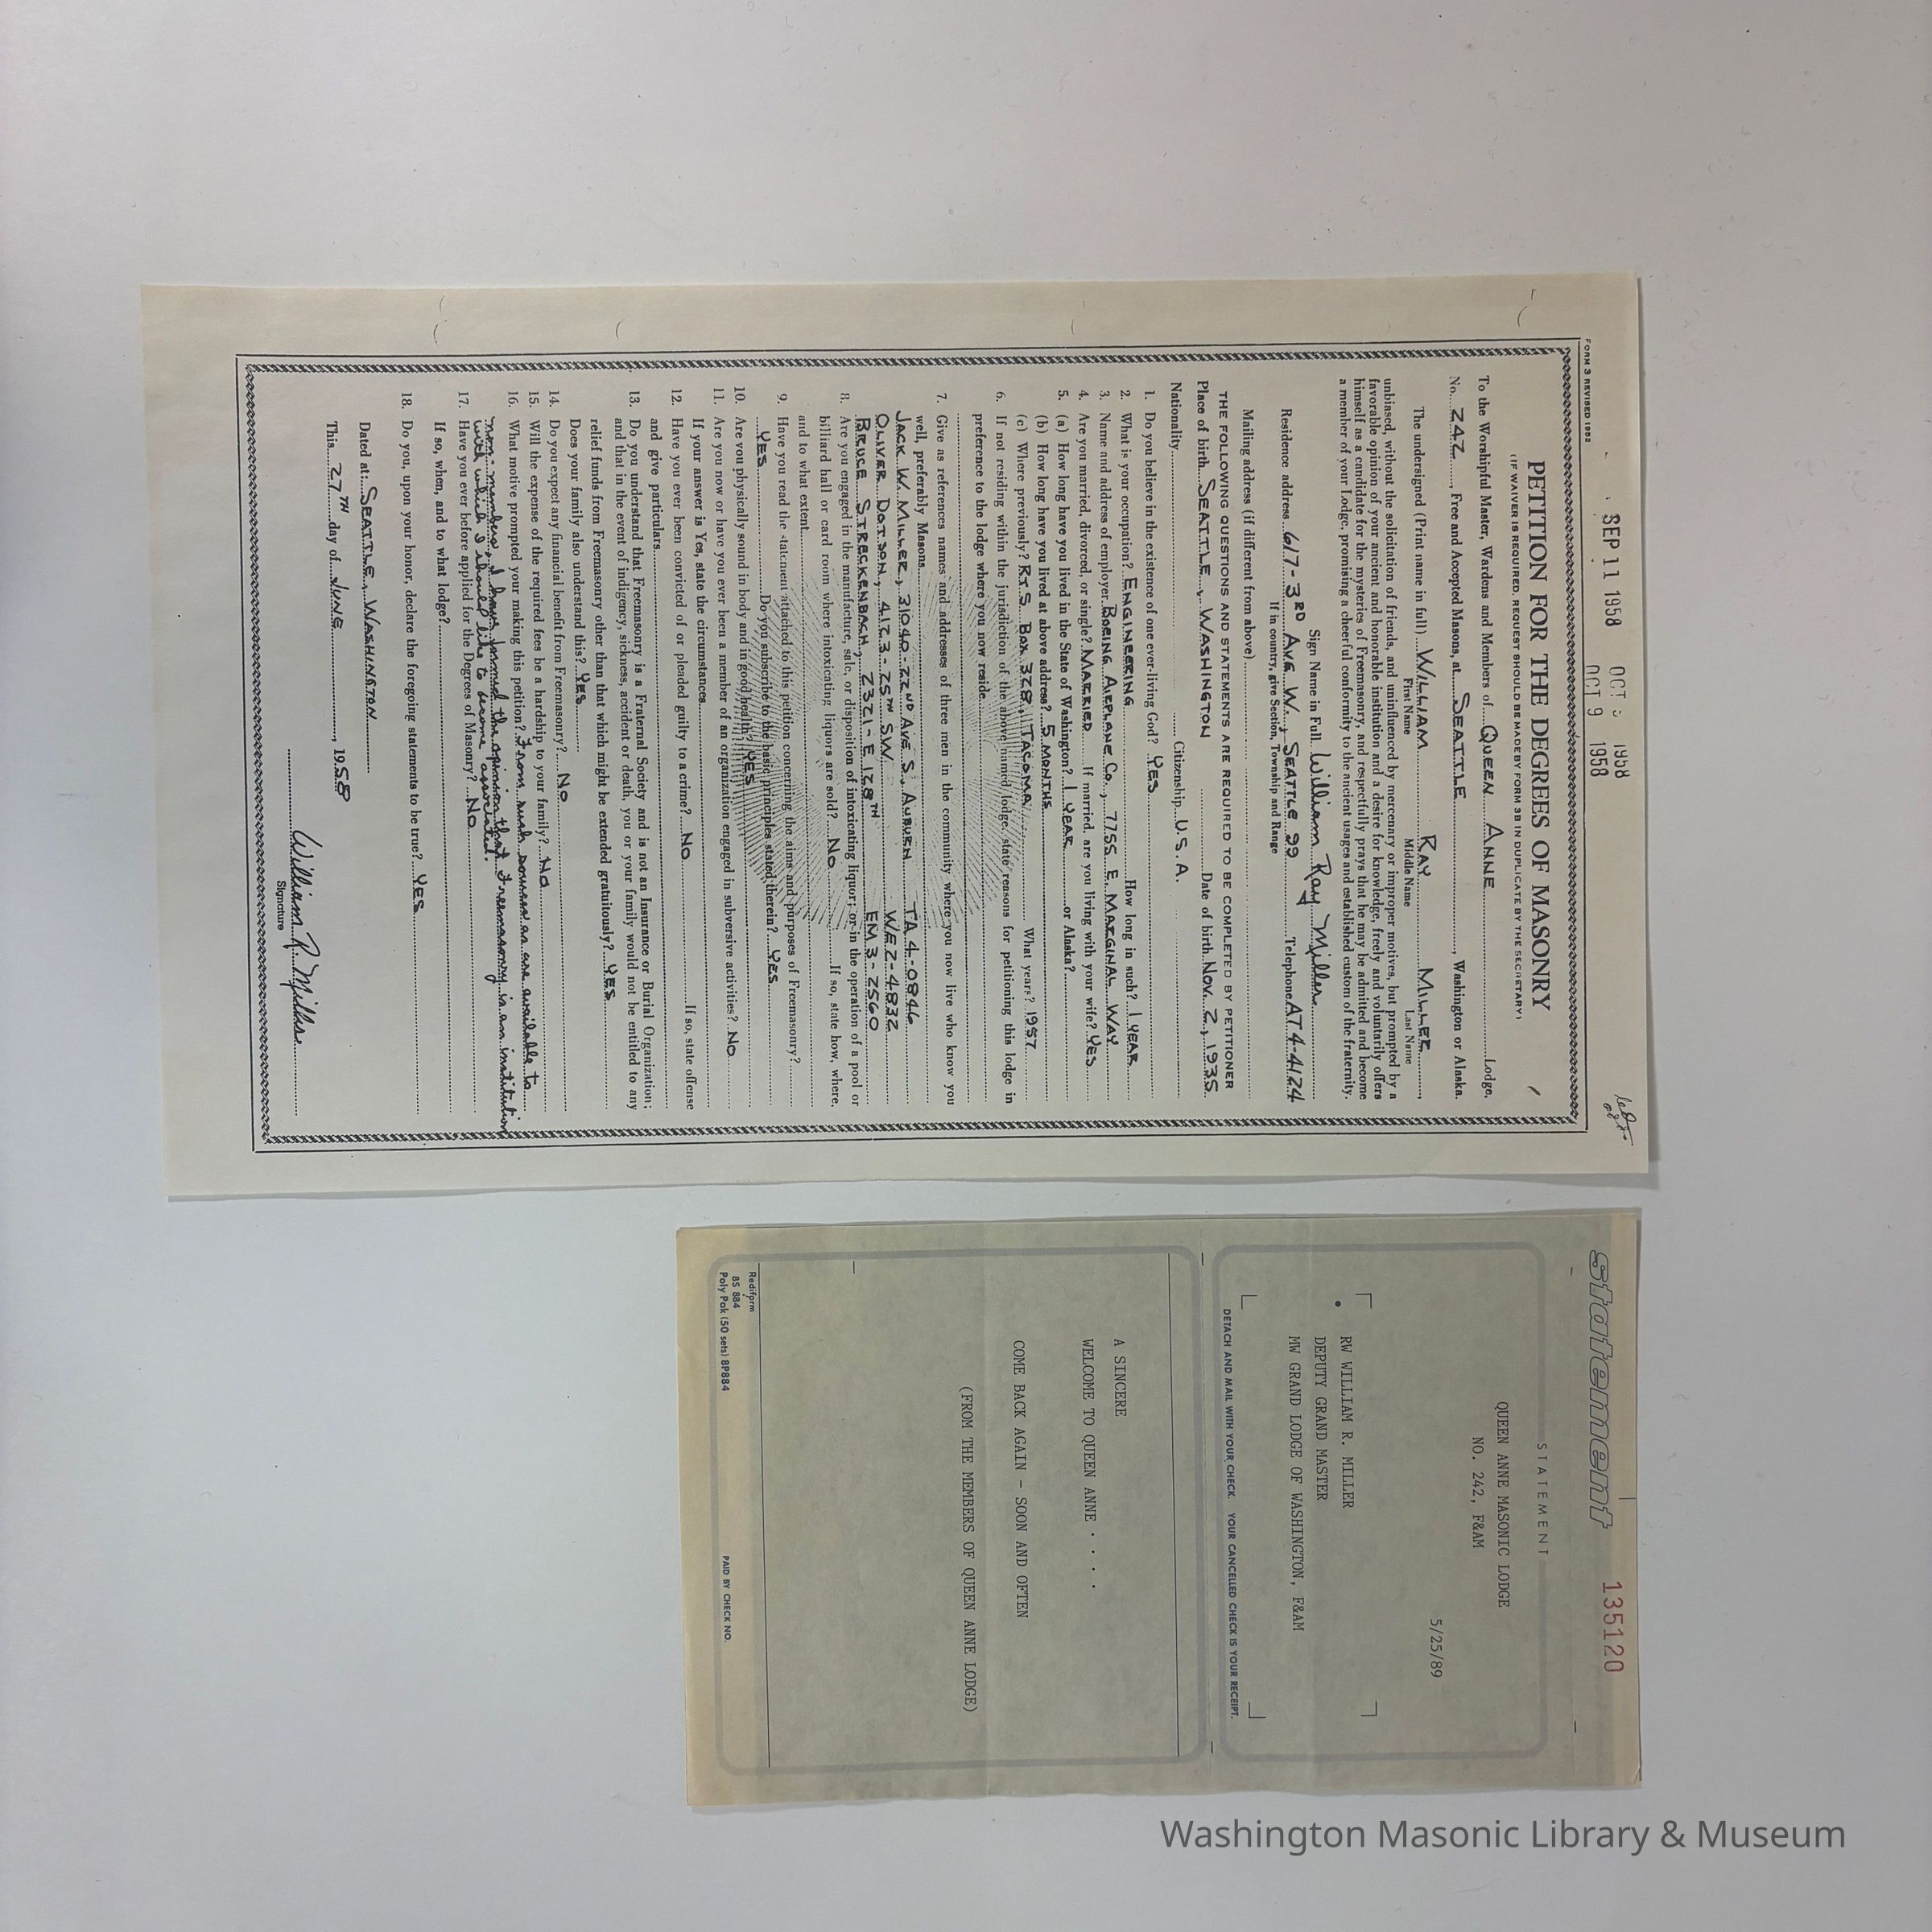 FORM 3 REVISED 1952
SEP 11 1958
OCT 1958
OCT 9 1958
PETITION FOR THE DEGREES OF MASONRY
(IF WAIVER IS REQUIRED, REQUEST SHOULD BE MADE BY FORM 3B IN DUPLICATE BY THE SECRETARY)
To the Worshipful Master, Wardens and Members of QUEEN ANNE Lodge,
No. 242, Free and Accepted Masons, at SEATTLE, Washington or Alaska.
The undersigned (Print name in full) WILLIAM RAY MILLER,
First Name Middle Name Last Name
unbiased, without the solicitation of friends, and uninfluenced by mercenary or improper motives, but prompted by a
favorable opinion of your ancient and honorable institution and a desire for knowledge, freely and voluntarily offers
himself as a candidate for the mysteries of Freemasonry, and respectfully prays that he may be admitted and become
a member of your Lodge, promising a cheerful conformity to the ancient usages and established custom of the fraternity.
Sign Name in Full William Ray Miller
Residence address 617-3RD AVE W., SEATTLE 99 Telephone AT4-4124
If in country, give Section, Township and Range
Mailing address (if different from above)
THE FOLLOWING QUESTIONS AND STATEMENTS ARE REQUIRED TO BE COMPLETED BY PETITIONER
Place of birth SEATTLE, WASHINGTON Date of birth NOV. 2, 1935
Nationality Citizenship U.S.A.
1. Do you believe in the existence of one ever-living God? YES
2. What is your occupation? ENGINEERING How long in such? 1 YEAR
3. Name and address of employer BOEING AIRPLANE CO., 7755 E. MARGINAL WAY
4. Are you married, divorced, or single? MARRIED If married, are you living with your wife? YES
5. (a) How long have you lived in the State of Washington? 1 YEAR or Alaska?
(b) How long have you lived at above address? 5 MONTHS
(c) Where previously? RT 5 BOX 328, TACOMA What years? 1957
6. If not residing within the jurisdiction of the above named lodge, state reasons for petitioning this lodge in
preference to the lodge where you now reside
7. Give as references names and addresses of three men in the community where you now live who know you
well, preferably Masons
JACK W. MILLER, 31040-22ND AVE S., AUBURN TA 4-0846
OLIVER DOTSON, 4123-25TH SW. WE2-4832
BRUCE STRECKENBACH, 2321-E 128TH EM3-2560
8. Are you engaged in the manufacture, sale, or disposition of intoxicating liquor; or in the operation of a pool or
billiard hall or card room where intoxicating liquors are sold? NO If so, state how, where,
and to what extent
9. Have you read the statement attached to this petition concerning the aims and purposes of Freemasonry?
YES Do you subscribe to the basic principles stated therein? YES
10. Are you physically sound in body and in good health? YES
11. Are you now or have you ever been a member of an organization engaged in subversive activities? NO
If your answer is Yes, state the circumstances
12. Have you ever been convicted of or pleaded guilty to a crime? NO If so, state offense
and give particulars
13. Do you understand that Freemasonry is a Fraternal Society and is not an Insurance or Burial Organization;
and that in the event of indigency, sickness, accident or death, you or your family would not be entitled to any
relief funds from Freemasonry other than that which might be extended gratuitously? YES
Does your family also understand this? YES
14. Do you expect any financial benefit from Freemasonry? NO
15. Will the expense of the required fees be a hardship to your family? NO
16. What motive prompted your making this petition? From such sources as are available to
non-members, I have formed the opinion that Freemasonry is an institution
with which I should like to become associated.
17. Have you ever before applied for the Degrees of Masonry? NO
If so, when, and to what lodge?
18. Do you, upon your honor, declare the foregoing statements to be true? YES
Dated at: SEATTLE, WASHINGTON
This 27TH day of JUNE, 1958
William R. Miller
Signature
Statement
135120
STATEMENT
QUEEN ANNE MASONIC LODGE
NO. 242, F&AM
5/25/89
RW WILLIAM R. MILLER
DEPUTY GRAND MASTER
MW GRAND LODGE OF WASHINGTON, F&AM
DETACH AND MAIL WITH YOUR CHECK. YOUR CANCELLED CHECK IS YOUR RECEIPT.
A SINCERE
WELCOME TO QUEEN ANNE . . . .
COME BACK AGAIN - SOON AND OFTEN
(FROM THE MEMBERS OF QUEEN ANNE LODGE)
Rediform
8S 884
Poly Pak (50 sets) 8P884
PAID BY CHECK NO.
Washington Masonic Library & Museum